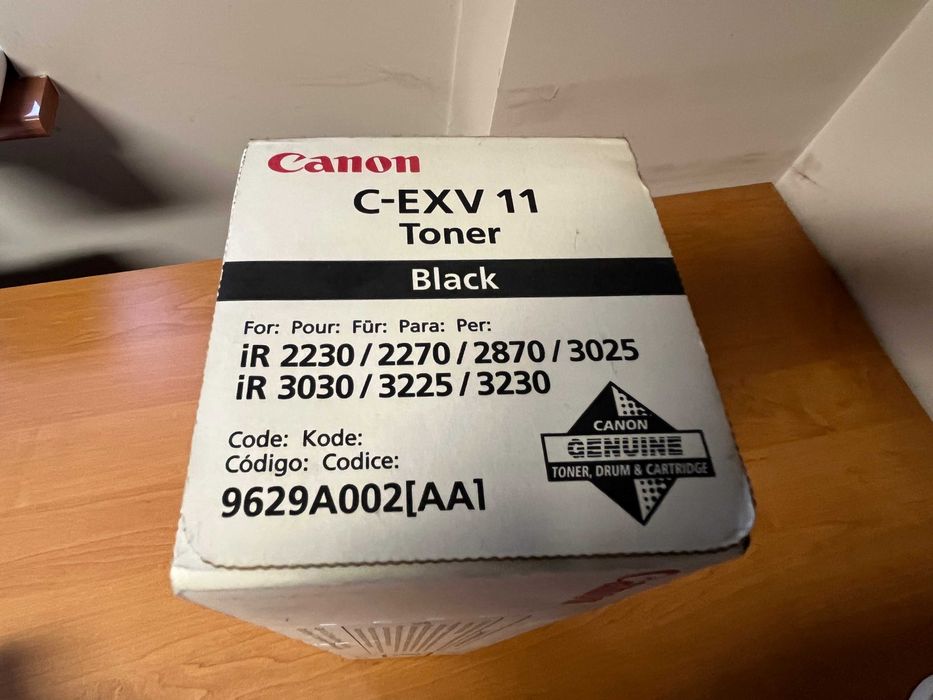 Canon
C-EXV 11
Toner
Black
For: Pour: Für: Para: Per:
iR 2230 / 2270 / 2870 / 3025
iR 3030 / 3225 / 3230
Code: Kode:
Código: Codice:
9629A002[AA]
CANON
GENUINE
TONER, DRUM & CARTRIDGE